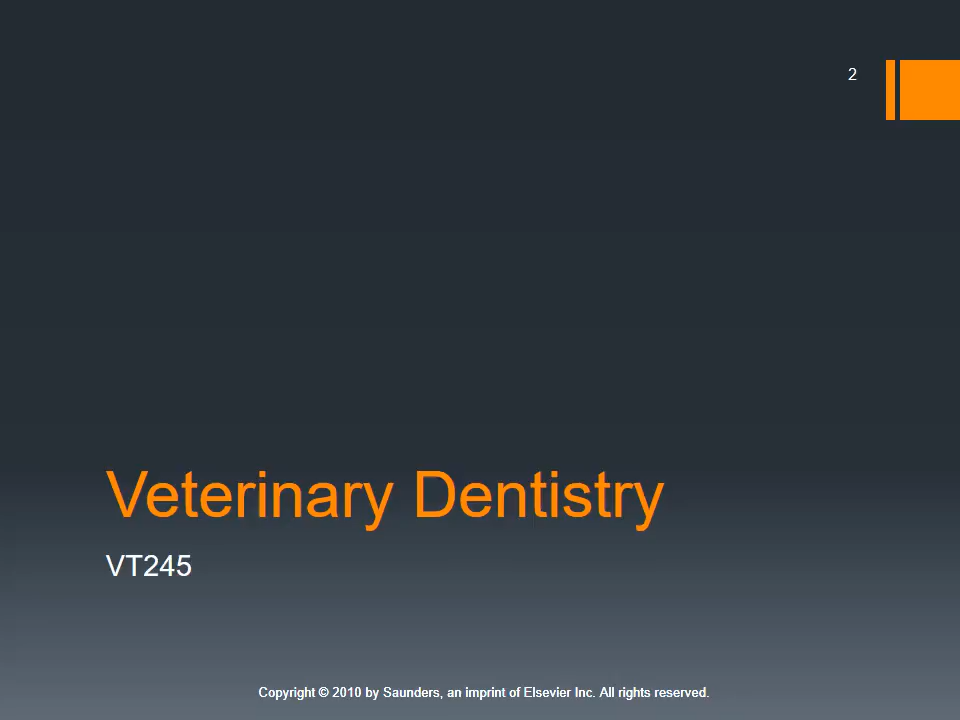 2
Veterinary Dentistry
VT245
Copyright © 2010 by Saunders, an imprint of Elsevier Inc. All rights reserved.